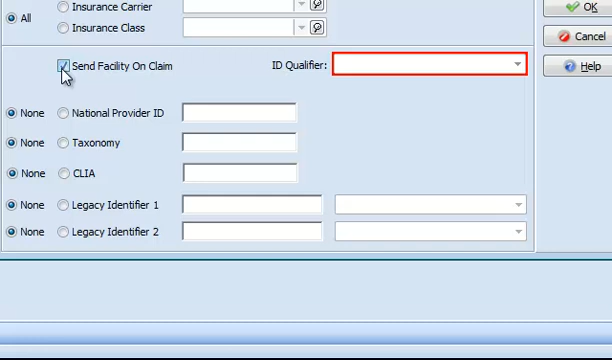 Insurance Carrier
OK
All
Insurance Class
Cancel
Send Facility On Claim ID Qualifier:
Help
None National Provider ID
None Taxonomy
None CLIA
None Legacy Identifier 1
None Legacy Identifier 2